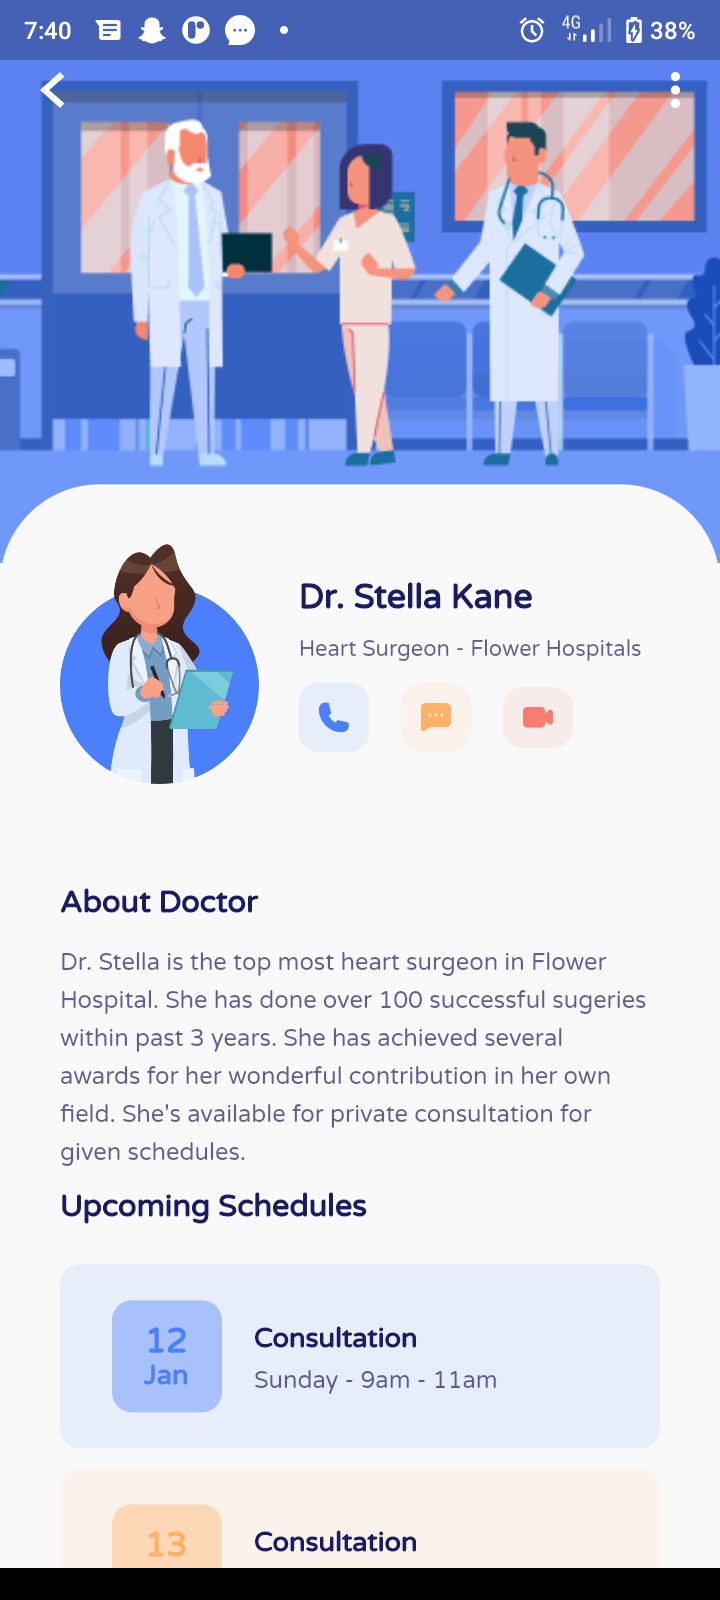 7:40
4G
38%
Dr. Stella Kane
Heart Surgeon - Flower Hospitals
About Doctor
Dr. Stella is the top most heart surgeon in Flower
Hospital. She has done over 100 successful sugeries
within past 3 years. She has achieved several
awards for her wonderful contribution in her own
field. She's available for private consultation for
given schedules.
Upcoming Schedules
12
Jan
Consultation
Sunday - 9am - 11am
13
Consultation